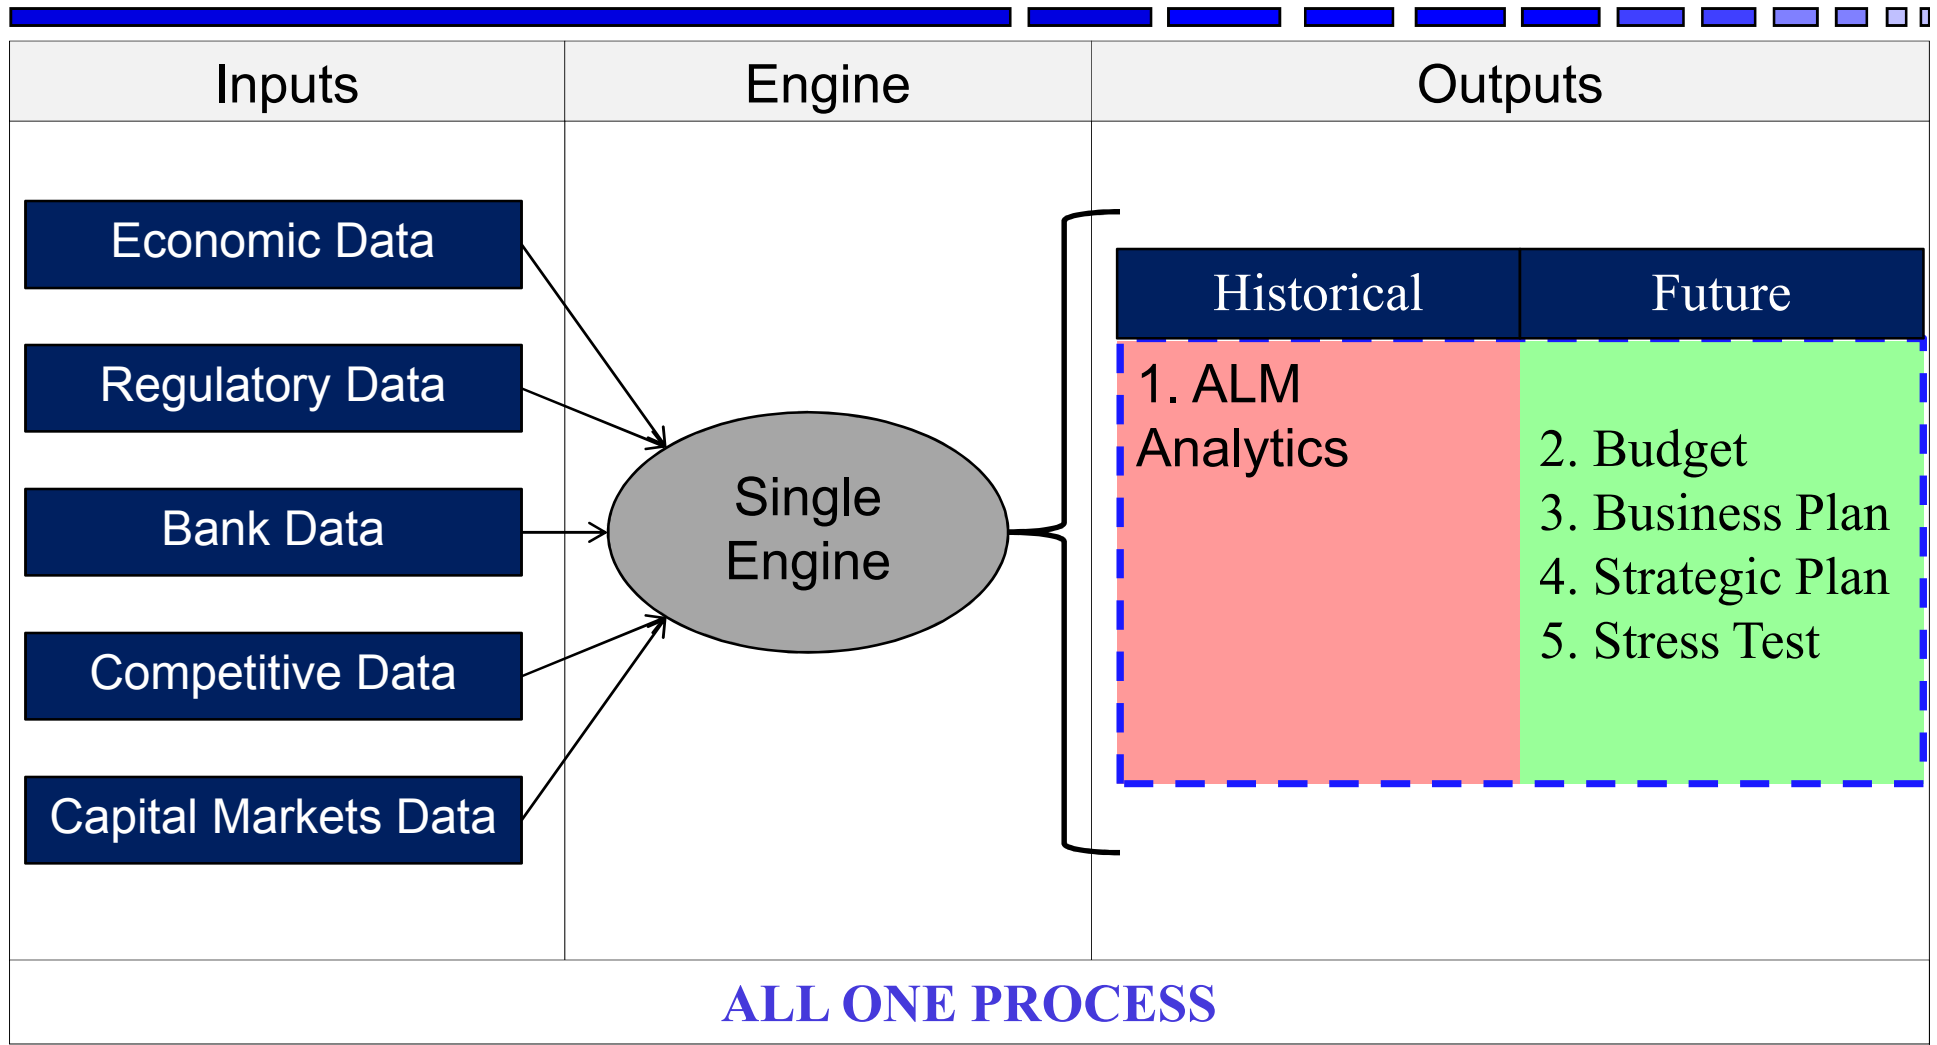 Inputs
Engine
Outputs
Economic Data
Regulatory Data
Bank Data
Competitive Data
Capital Markets Data
Single
Engine
Historical
Future
1. ALM
Analytics
2. Budget
3. Business Plan
4. Strategic Plan
5. Stress Test
ALL ONE PROCESS